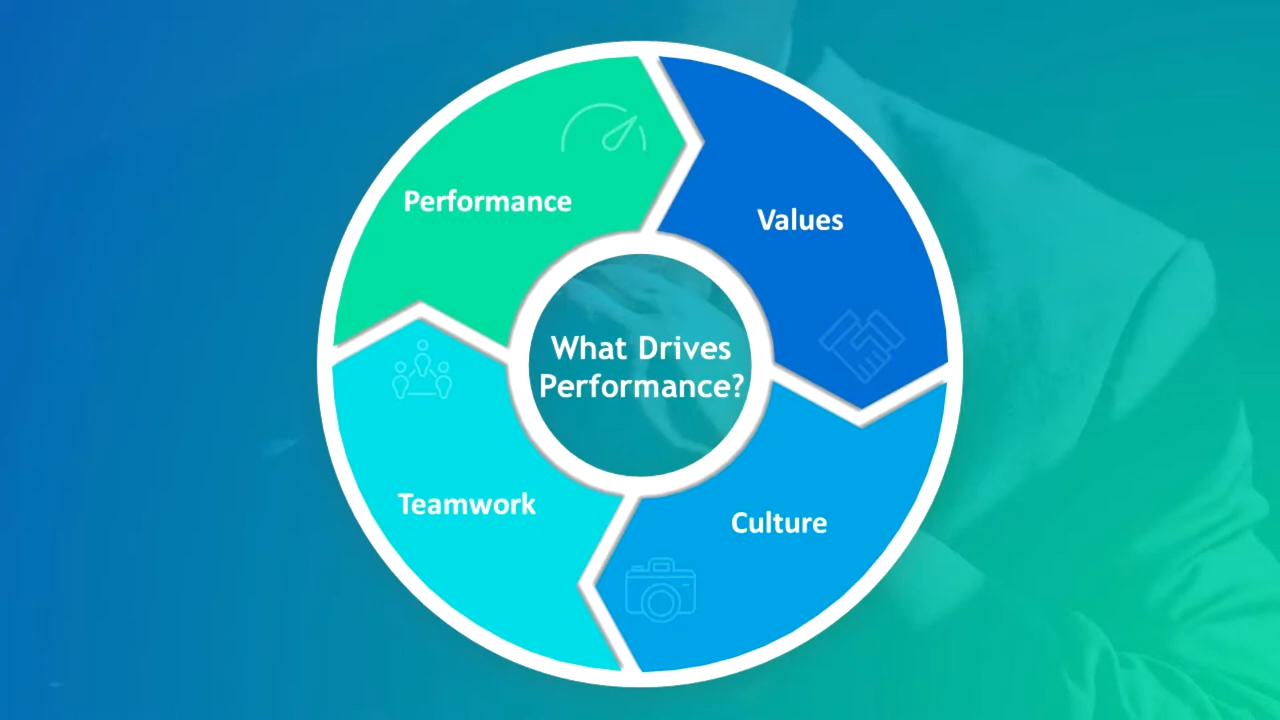 Performance
Values
What Drives
Performance?
Teamwork
Culture